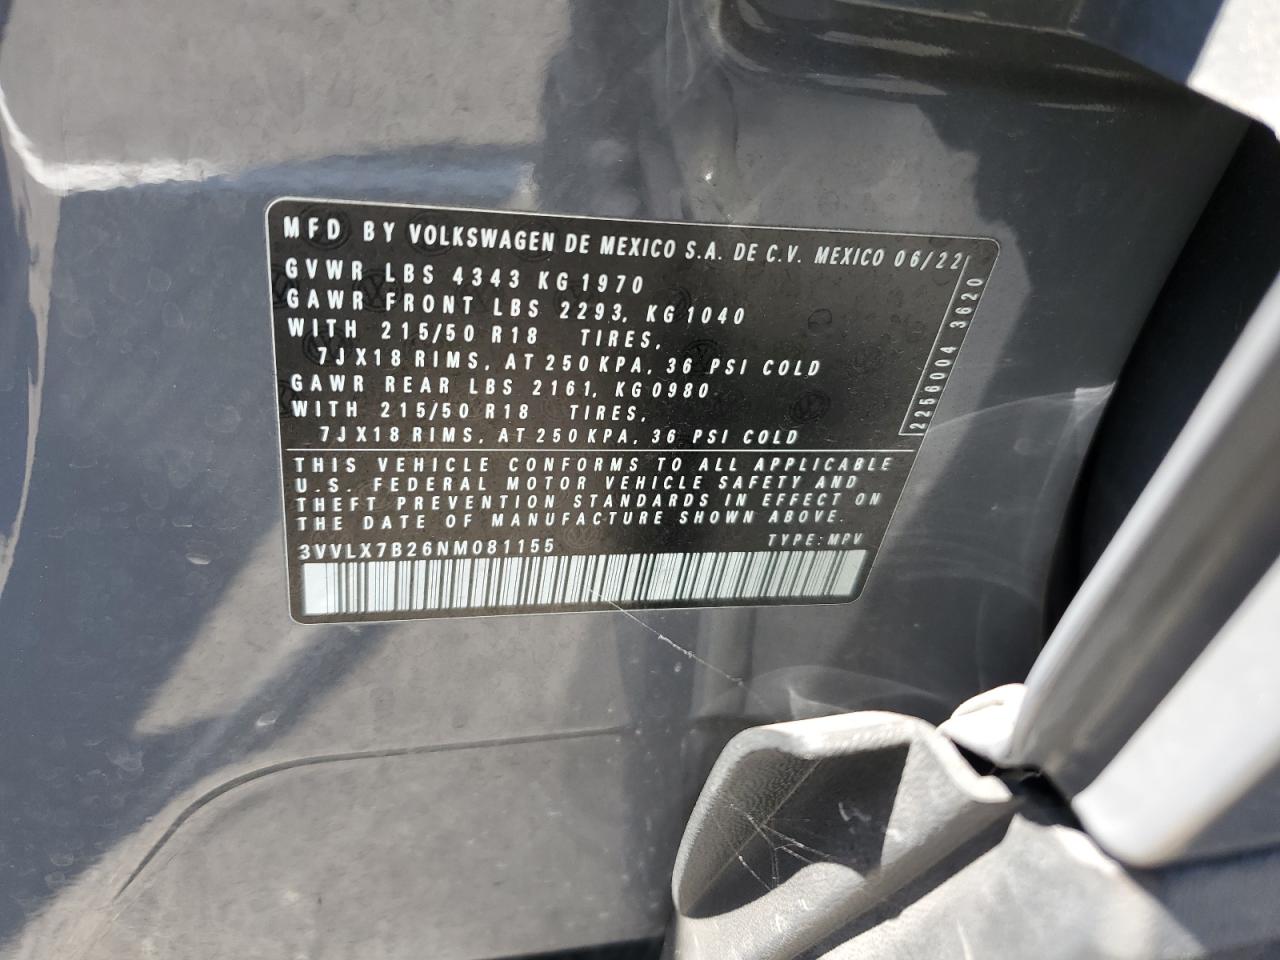 MFD BY VOLKSWAGEN DE MEXICO S.A. DE C.V. MEXICO 06/22
GVWR LBS 4343 KG 1970
GAWR FRONT LBS 2293, KG 1040
WITH 215/50 R18 TIRES,
7JX18 RIMS, AT 250 KPA, 36 PSI COLD
GAWR REAR LBS 2161, KG0980
WITH 215/50 R18 TIRES,
7JX18 RIMS, AT 250 KPA, 36 PSI COLD
2256004 3620
THIS VEHICLE CONFORMS TO ALL APPLICABLE
U.S. FEDERAL MOTOR VEHICLE SAFETY AND
THEFT PREVENTION STANDARDS IN EFFECT ON
THE DATE OF MANUFACTURE SHOWN ABOVE.
3VVLX7B26NM081155 TYPE: MPV